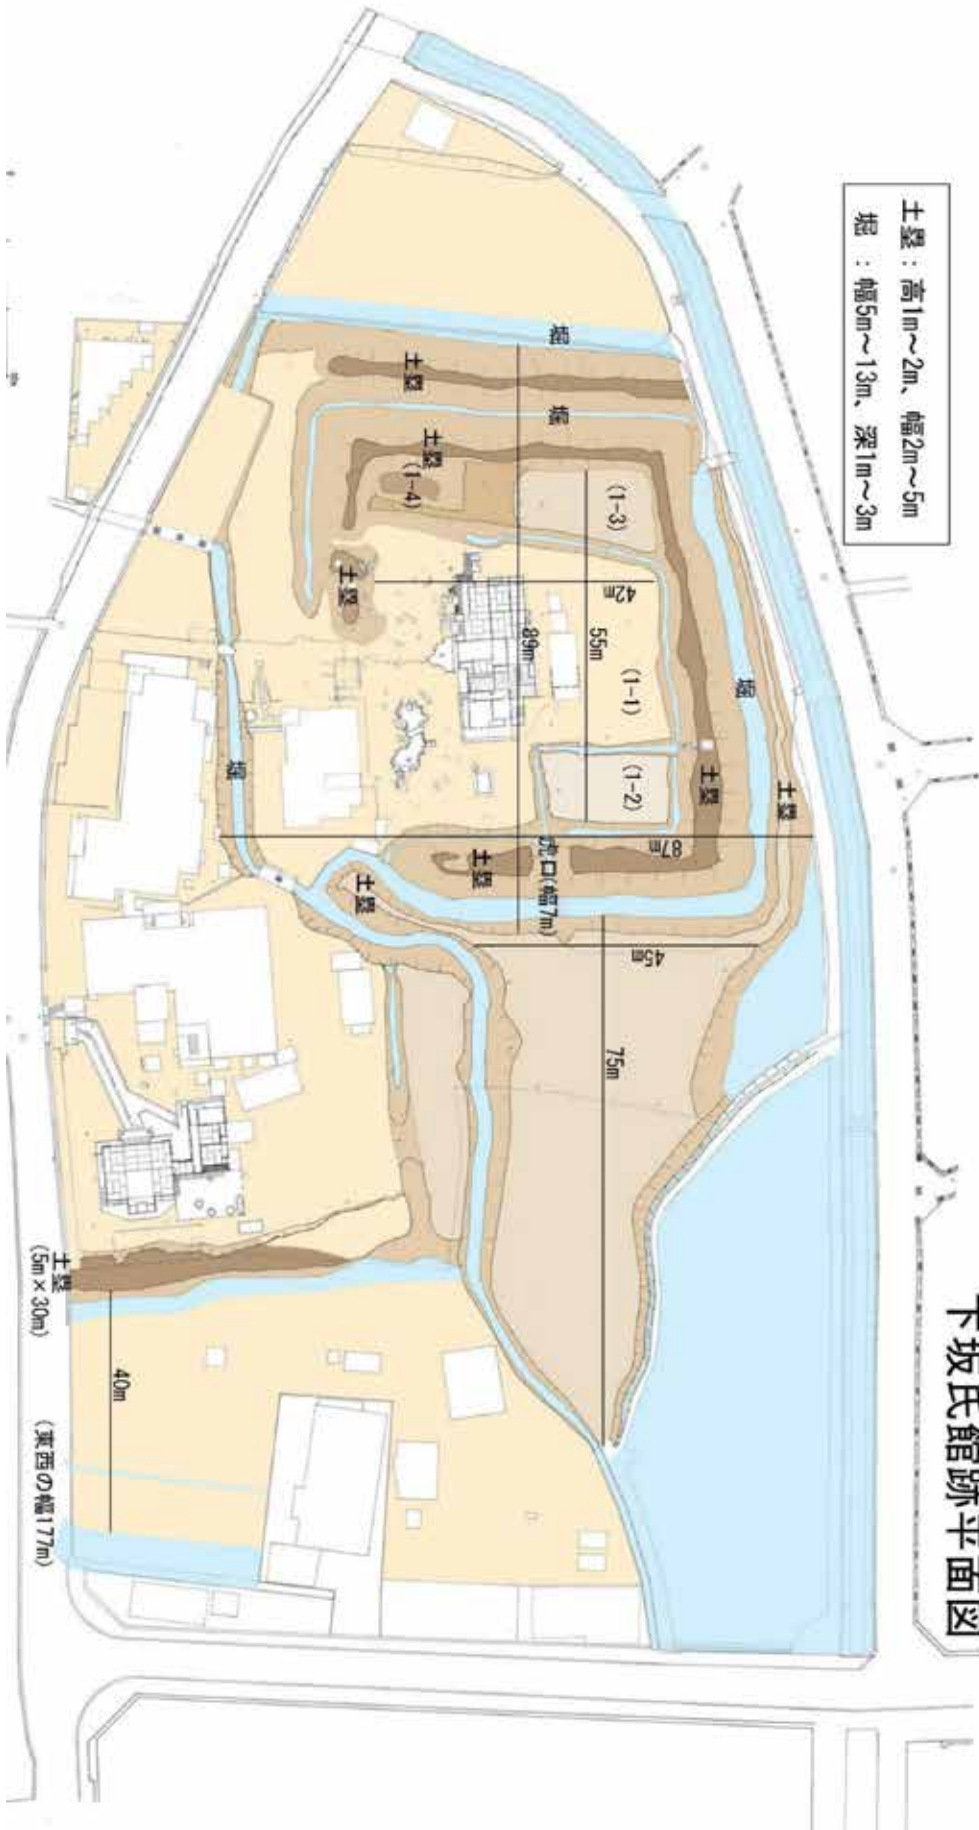 下坂氏館跡平面図
土塁：高1m～2m、幅2m～5m
堀　：幅5m～13m、深1m～3m
堀
土塁
堀
土塁
(1-4)
(1-3)
土塁
42m
55m
89m
(1-1)
堀
(1-2)
土塁
土塁
堀
87m
虎口(幅7m)
土塁
土塁
45m
75m
土塁
(5m×30m)
40m
(東西の幅177m)